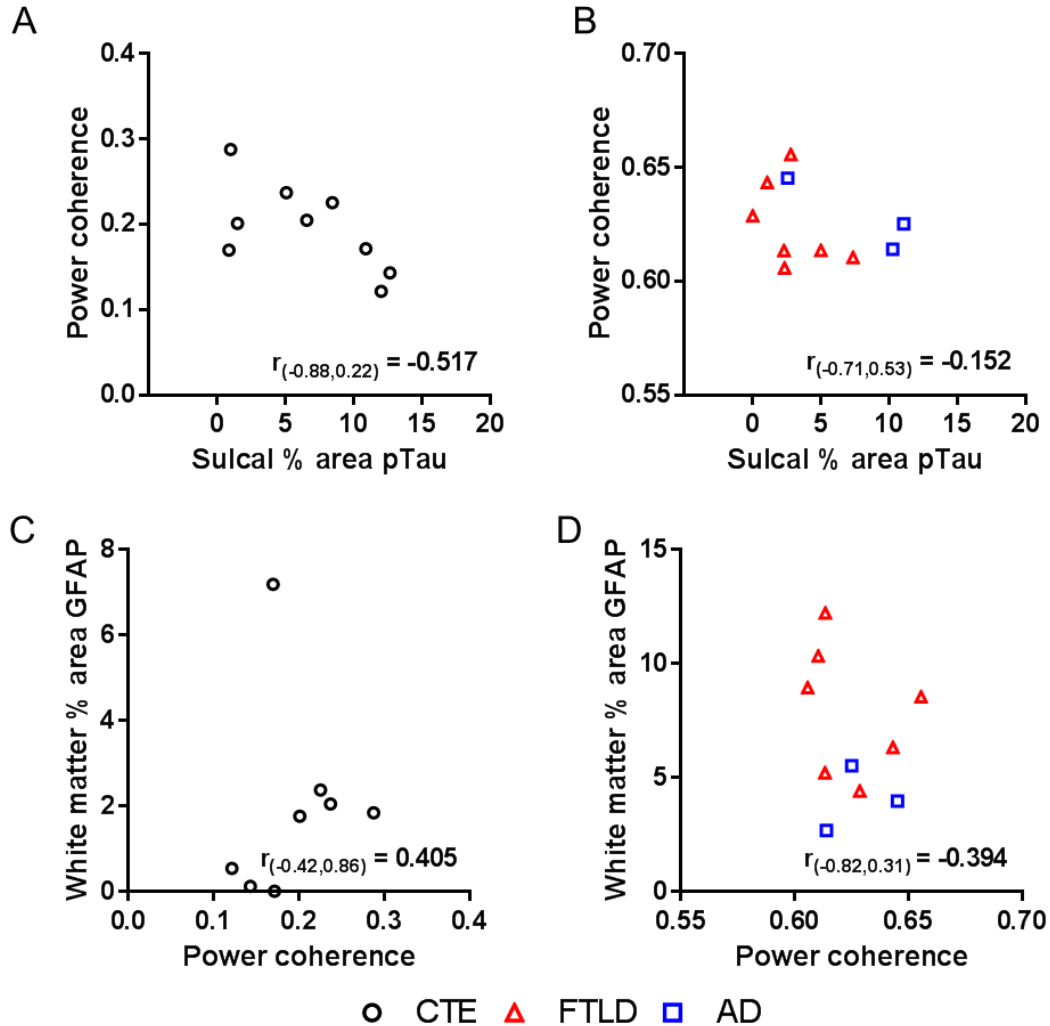 A
Power coherence
0.4
0.3
0.2
0.1
0.0
r(-0.88,0.22) = -0.517
0 5 10 15 20
Sulcal % area pTau
B
Power coherence
0.70
0.65
0.60
0.55
r(-0.71,0.53) = -0.152
0 5 10 15 20
Sulcal % area pTau
C
White matter % area GFAP
8
6
4
2
0
r(-0.42,0.86) = 0.405
0.0 0.1 0.2 0.3 0.4
Power coherence
D
White matter % area GFAP
15
10
5
0
r(-0.82,0.31) = -0.394
0.55 0.60 0.65 0.70
Power coherence
CTE FTLD AD